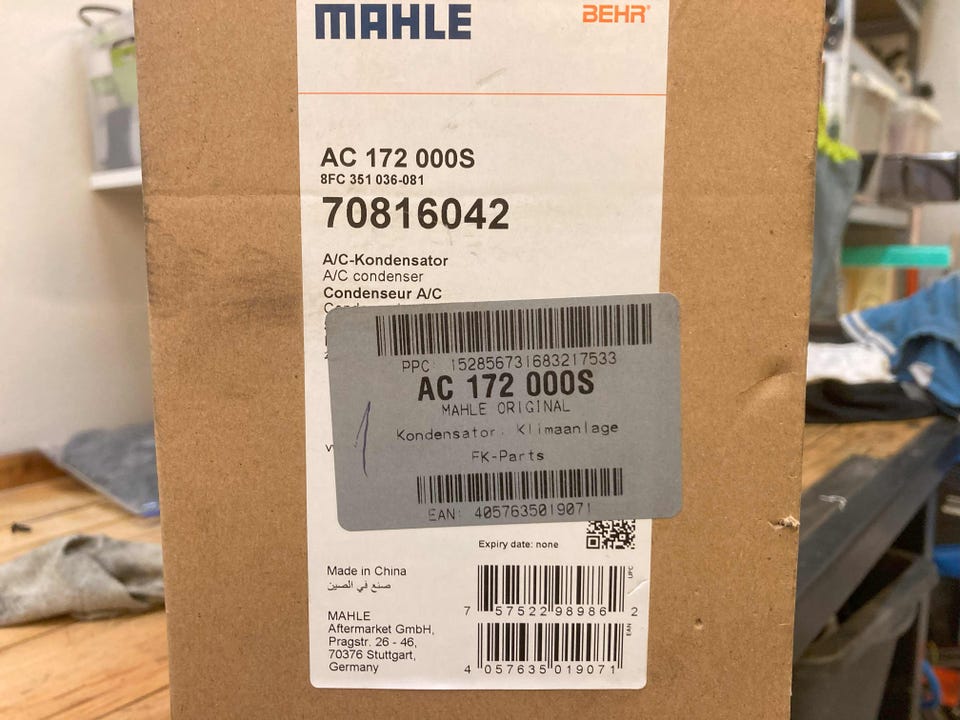 MAHLE
BEHR®
AC 172 000S
8FC 351 036-081
70816042
A/C-Kondensator
A/C condenser
Condenseur A/C
PPC: 152856731683217533
AC 172 000S
MAHLE ORIGINAL
Kondensator, Klimaanlage
FK-Parts
EAN: 4057635019071
Expiry date: none
Made in China
صنع في الصين
MAHLE
Aftermarket GmbH,
Pragstr. 26 - 46,
70376 Stuttgart,
Germany
UPC
7 57522 98986 2
EAN
4 057635 019071